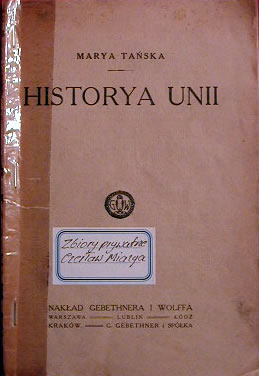 MARYA TAŃSKA
HISTORYA UNII
Zbiory prywatne
Czesław Miarga
NAKŁAD GEBETHNERA I WOLFFA
WARSZAWA — LUBLIN — ŁÓDŹ
KRAKÓW — G. GEBETHNER i SPÓŁKA